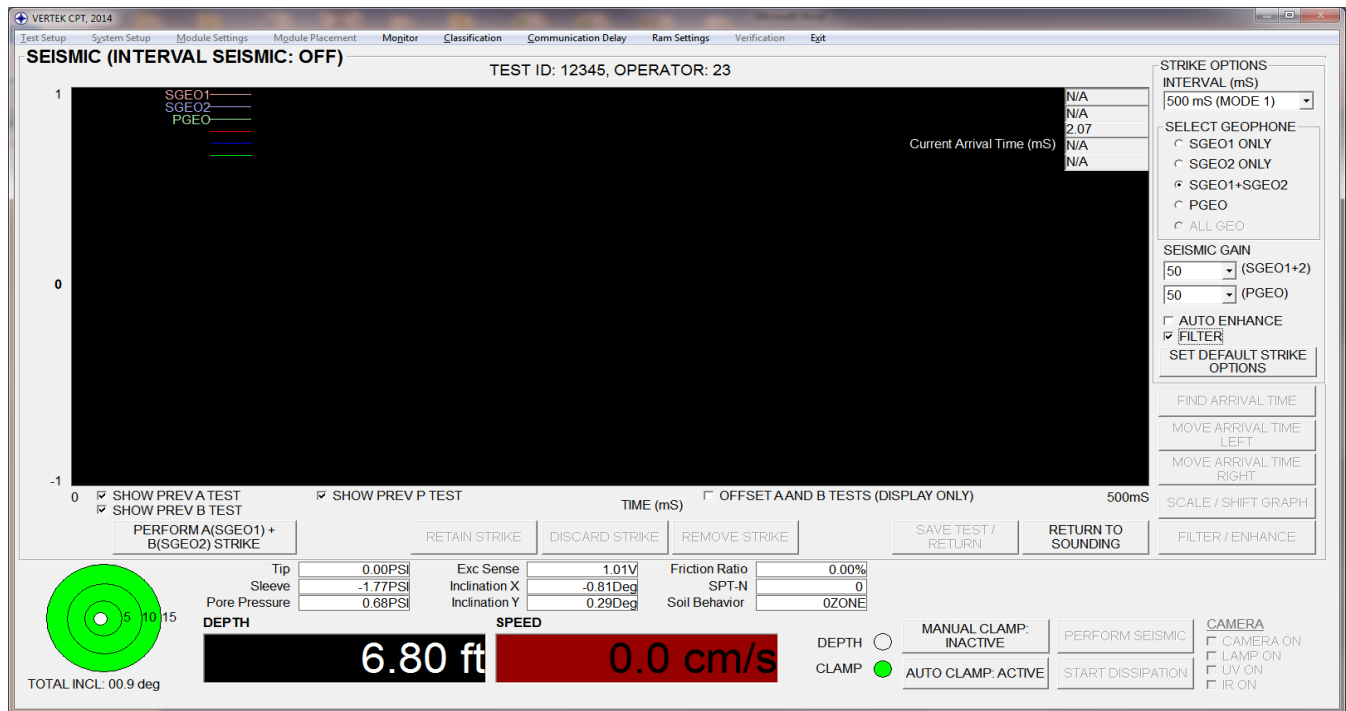 VERTEK CPT, 2014
Test Setup System Setup Module Settings Module Placement Monitor Classification Communication Delay Ram Settings Verification Exit
SEISMIC (INTERVAL SEISMIC: OFF)
TEST ID: 12345, OPERATOR: 23
1
SGEO1
SGEO2
PGEO
N/A
N/A
2.07
Current Arrival Time (mS) N/A
N/A
0
-1
0
TIME (mS)
500mS
SHOW PREV A TEST
SHOW PREV B TEST
SHOW PREV P TEST
OFFSET A AND B TESTS (DISPLAY ONLY)
PERFORM A(SGEO1) +
B(SGEO2) STRIKE
RETAIN STRIKE
DISCARD STRIKE
REMOVE STRIKE
SAVE TEST /
RETURN
RETURN TO
SOUNDING
STRIKE OPTIONS
INTERVAL (mS)
500 mS (MODE 1)
SELECT GEOPHONE
SGEO1 ONLY
SGEO2 ONLY
SGEO1+SGEO2
PGEO
ALL GEO
SEISMIC GAIN
50 (SGEO1+2)
50 (PGEO)
AUTO ENHANCE
FILTER
SET DEFAULT STRIKE
OPTIONS
FIND ARRIVAL TIME
MOVE ARRIVAL TIME
LEFT
MOVE ARRIVAL TIME
RIGHT
SCALE / SHIFT GRAPH
FILTER / ENHANCE
5 10 15
TOTAL INCL: 00.9 deg
Tip 0.00PSI
Sleeve -1.77PSI
Pore Pressure 0.68PSI
Exc Sense 1.01V
Inclination X -0.81Deg
Inclination Y 0.29Deg
Friction Ratio 0.00%
SPT-N 0
Soil Behavior 0ZONE
DEPTH
6.80 ft
SPEED
0.0 cm/s
DEPTH
CLAMP
MANUAL CLAMP:
INACTIVE
AUTO CLAMP: ACTIVE
PERFORM SEISMIC
START DISSIPATION
CAMERA
CAMERA ON
LAMP ON
UV ON
IR ON